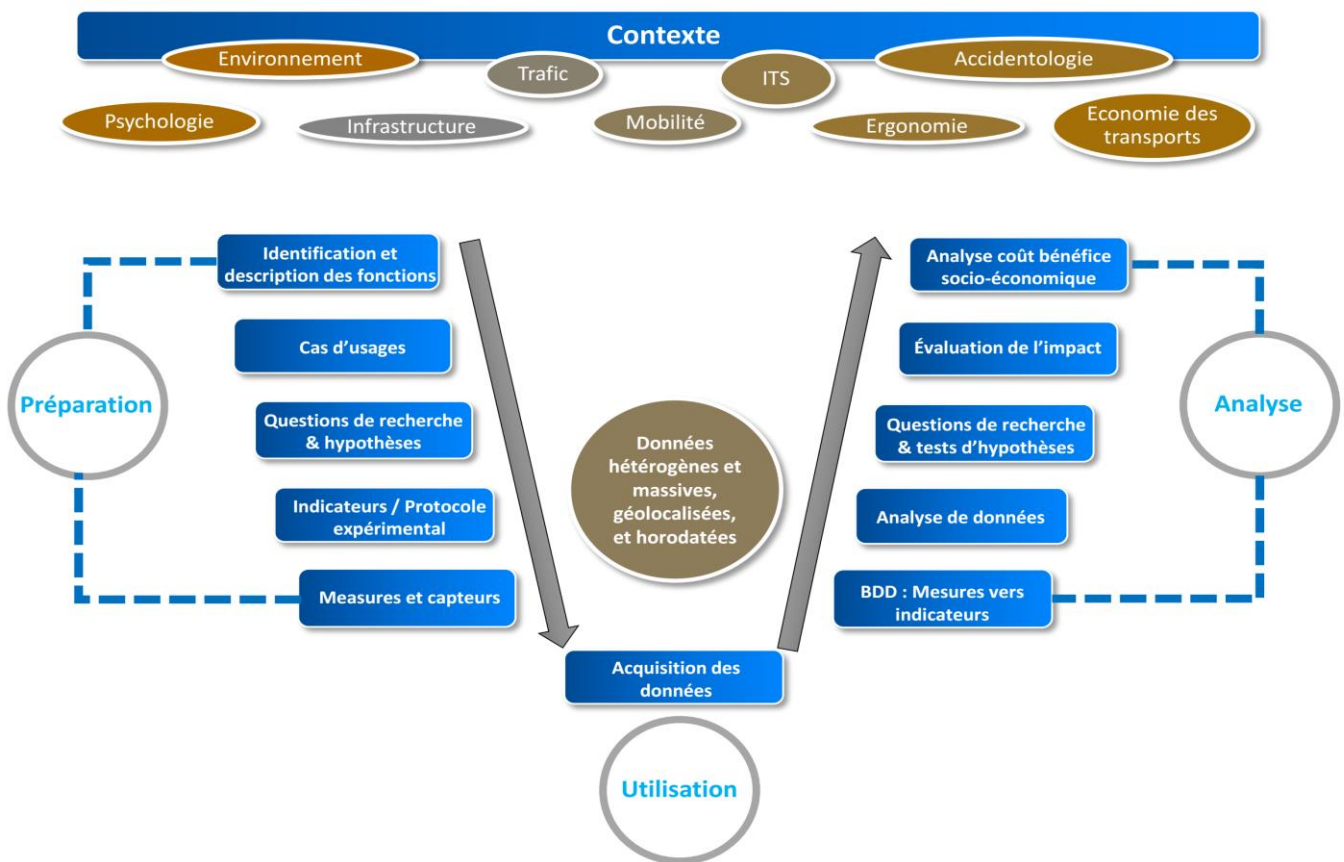 Contexte
Environnement
Trafic
ITS
Accidentologie
Psychologie
Infrastructure
Mobilité
Ergonomie
Economie des
transports
Identification et
description des fonctions
Cas d’usages
Questions de recherche
& hypothèses
Indicateurs / Protocole
expérimental
Measures et capteurs
Préparation
Données
hétérogènes et
massives,
géolocalisées,
et horodatées
Acquisition des
données
Utilisation
Analyse coût bénéfice
socio-économique
Évaluation de l’impact
Questions de recherche
& tests d’hypothèses
Analyse de données
BDD : Mesures vers
indicateurs
Analyse